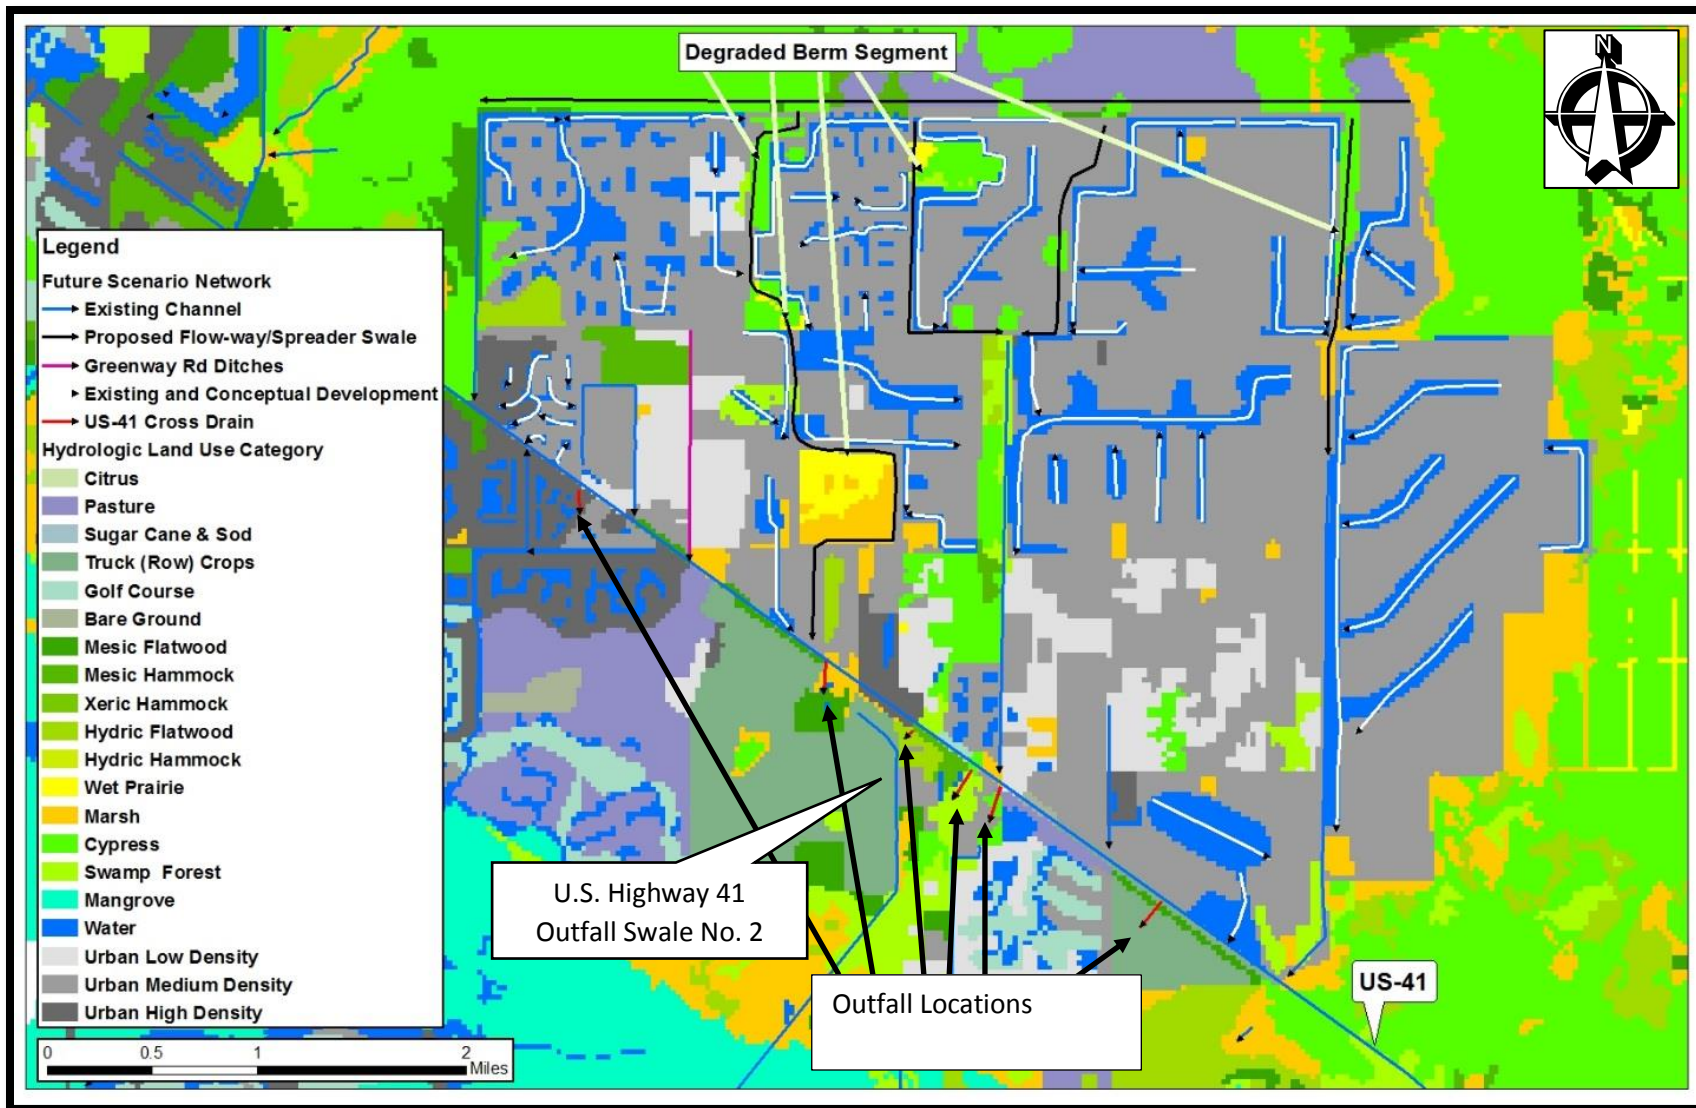 Degraded Berm Segment
N
Legend
Future Scenario Network
Existing Channel
Proposed Flow-way/Spreader Swale
Greenway Rd Ditches
Existing and Conceptual Development
US-41 Cross Drain
Hydrologic Land Use Category
Citrus
Pasture
Sugar Cane & Sod
Truck (Row) Crops
Golf Course
Bare Ground
Mesic Flatwood
Mesic Hammock
Xeric Hammock
Hydric Flatwood
Hydric Hammock
Wet Prairie
Marsh
Cypress
Swamp Forest
Mangrove
Water
Urban Low Density
Urban Medium Density
Urban High Density
0 0.5 1 2
Miles
U.S. Highway 41
Outfall Swale No. 2
Outfall Locations
US-41